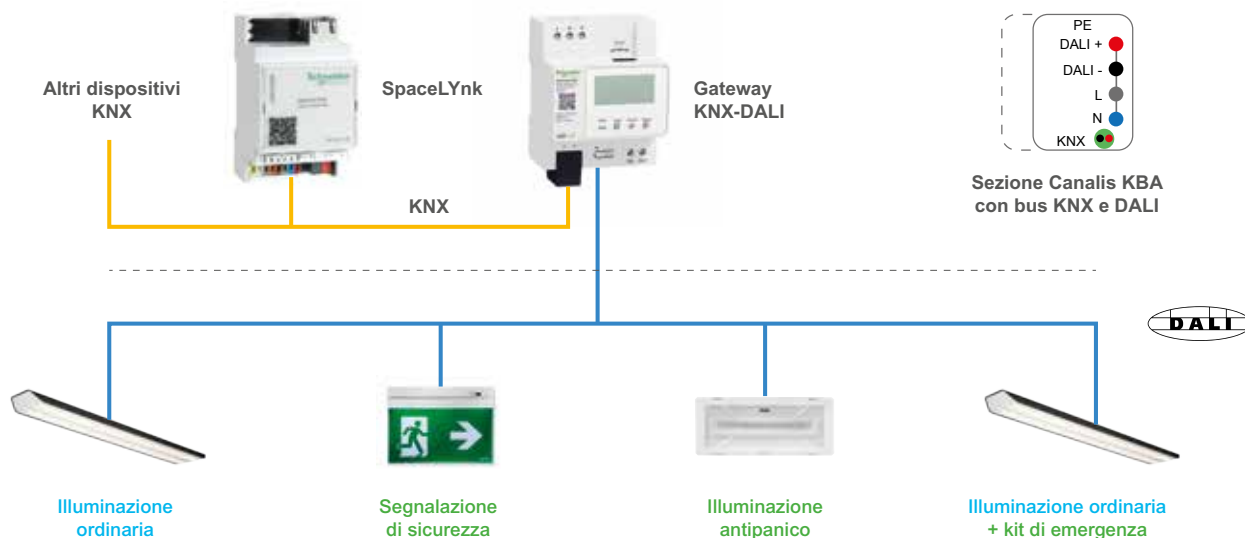 Altri dispositivi
KNX
Schneider
SpaceLYnk
Gateway
KNX-DALI
PE
DALI +
DALI -
L
N
KNX
Sezione Canalis KBA
con bus KNX e DALI
KNX
DALI
Illuminazione
ordinaria
Segnalazione
di sicurezza
Illuminazione
antipanico
Illuminazione ordinaria
+ kit di emergenza